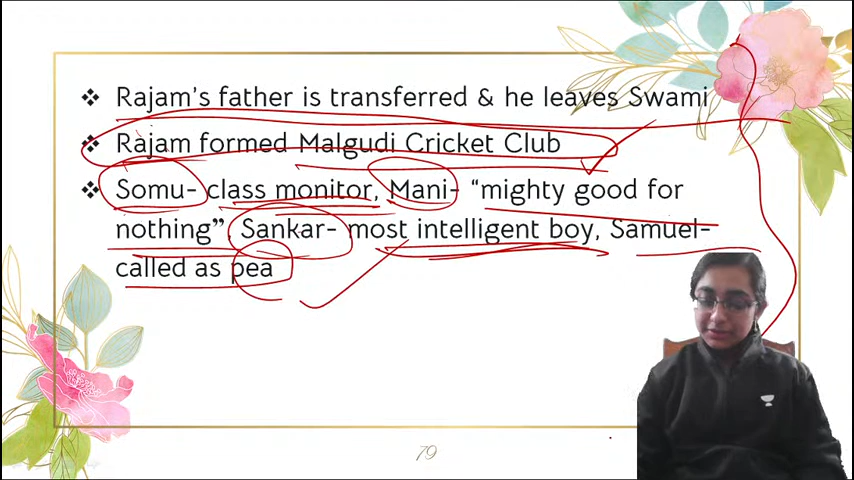 ❖ Rajam's father is transferred & he leaves Swami
❖ Rajam formed Malgudi Cricket Club
❖ Somu- class monitor, Mani- "mighty good for
nothing", Sankar- most intelligent boy, Samuel-
called as pea
79